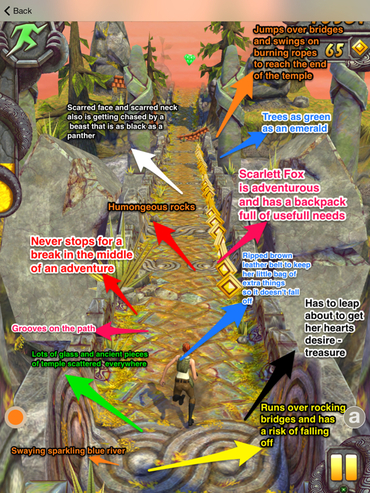 Back
Jumps over bridges
and swings on
burning ropes
to reach the end
of the temple
65
Scarred face and scarred neck
also is getting chased by a
beast that is as black as a
panther
Trees as green
as an emerald
Scarlett Fox
is adventurous
and has a backpack
full of usefull needs
Humongeous rocks
Never stops for a
break in the middle
of an adventure
Ripped brown
leather belt to keep
her little bag of
extra things
so it doesn't fall
off
Has to leap
about to get
her hearts
desire -
treasure
Grooves on the path
Lots of glass and ancient pieces
of temple scattered everywhere
Runs over rocking
bridges and has
a risk of falling
off
a
Swaying sparkling blue river